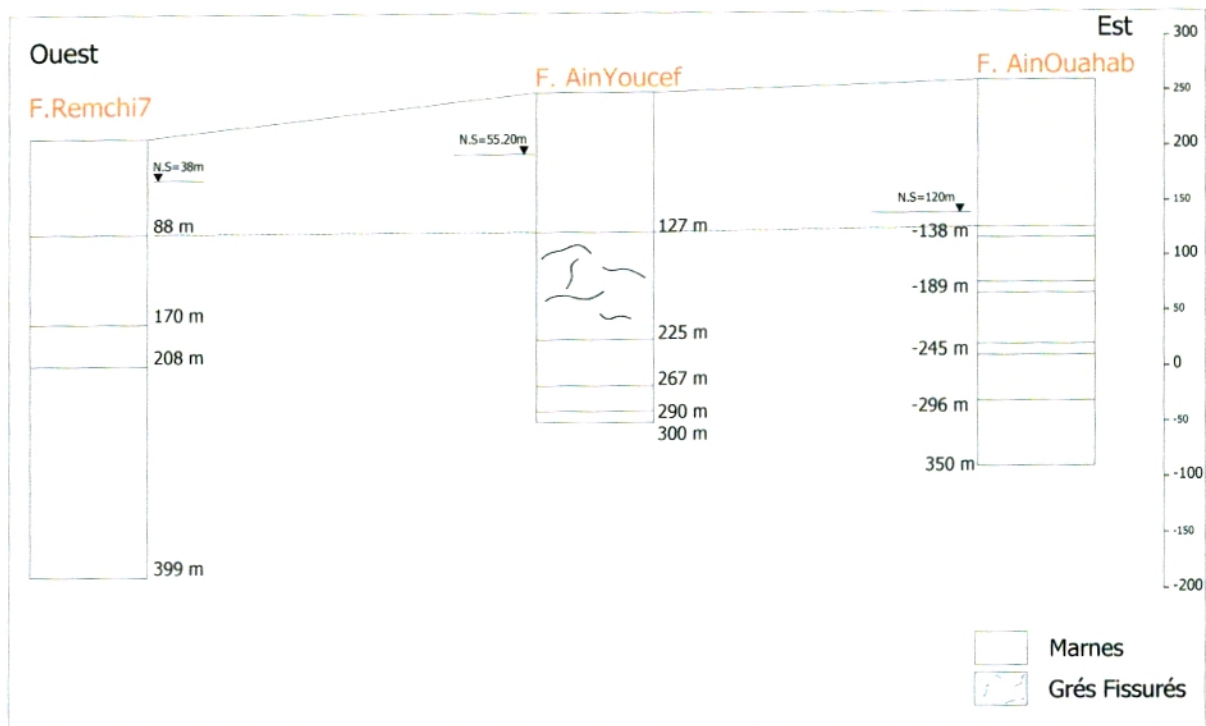 Ouest
Est
F.Remchi7
F. AinYoucef
F. AinOuahab
N.S=38m
N.S=55.20m
N.S=120m
88 m
170 m
208 m
399 m
127 m
225 m
267 m
290 m
300 m
-138 m
-189 m
-245 m
-296 m
350 m
300
250
200
150
100
50
0
-50
-100
-150
-200
Marnes
Grés Fissurés